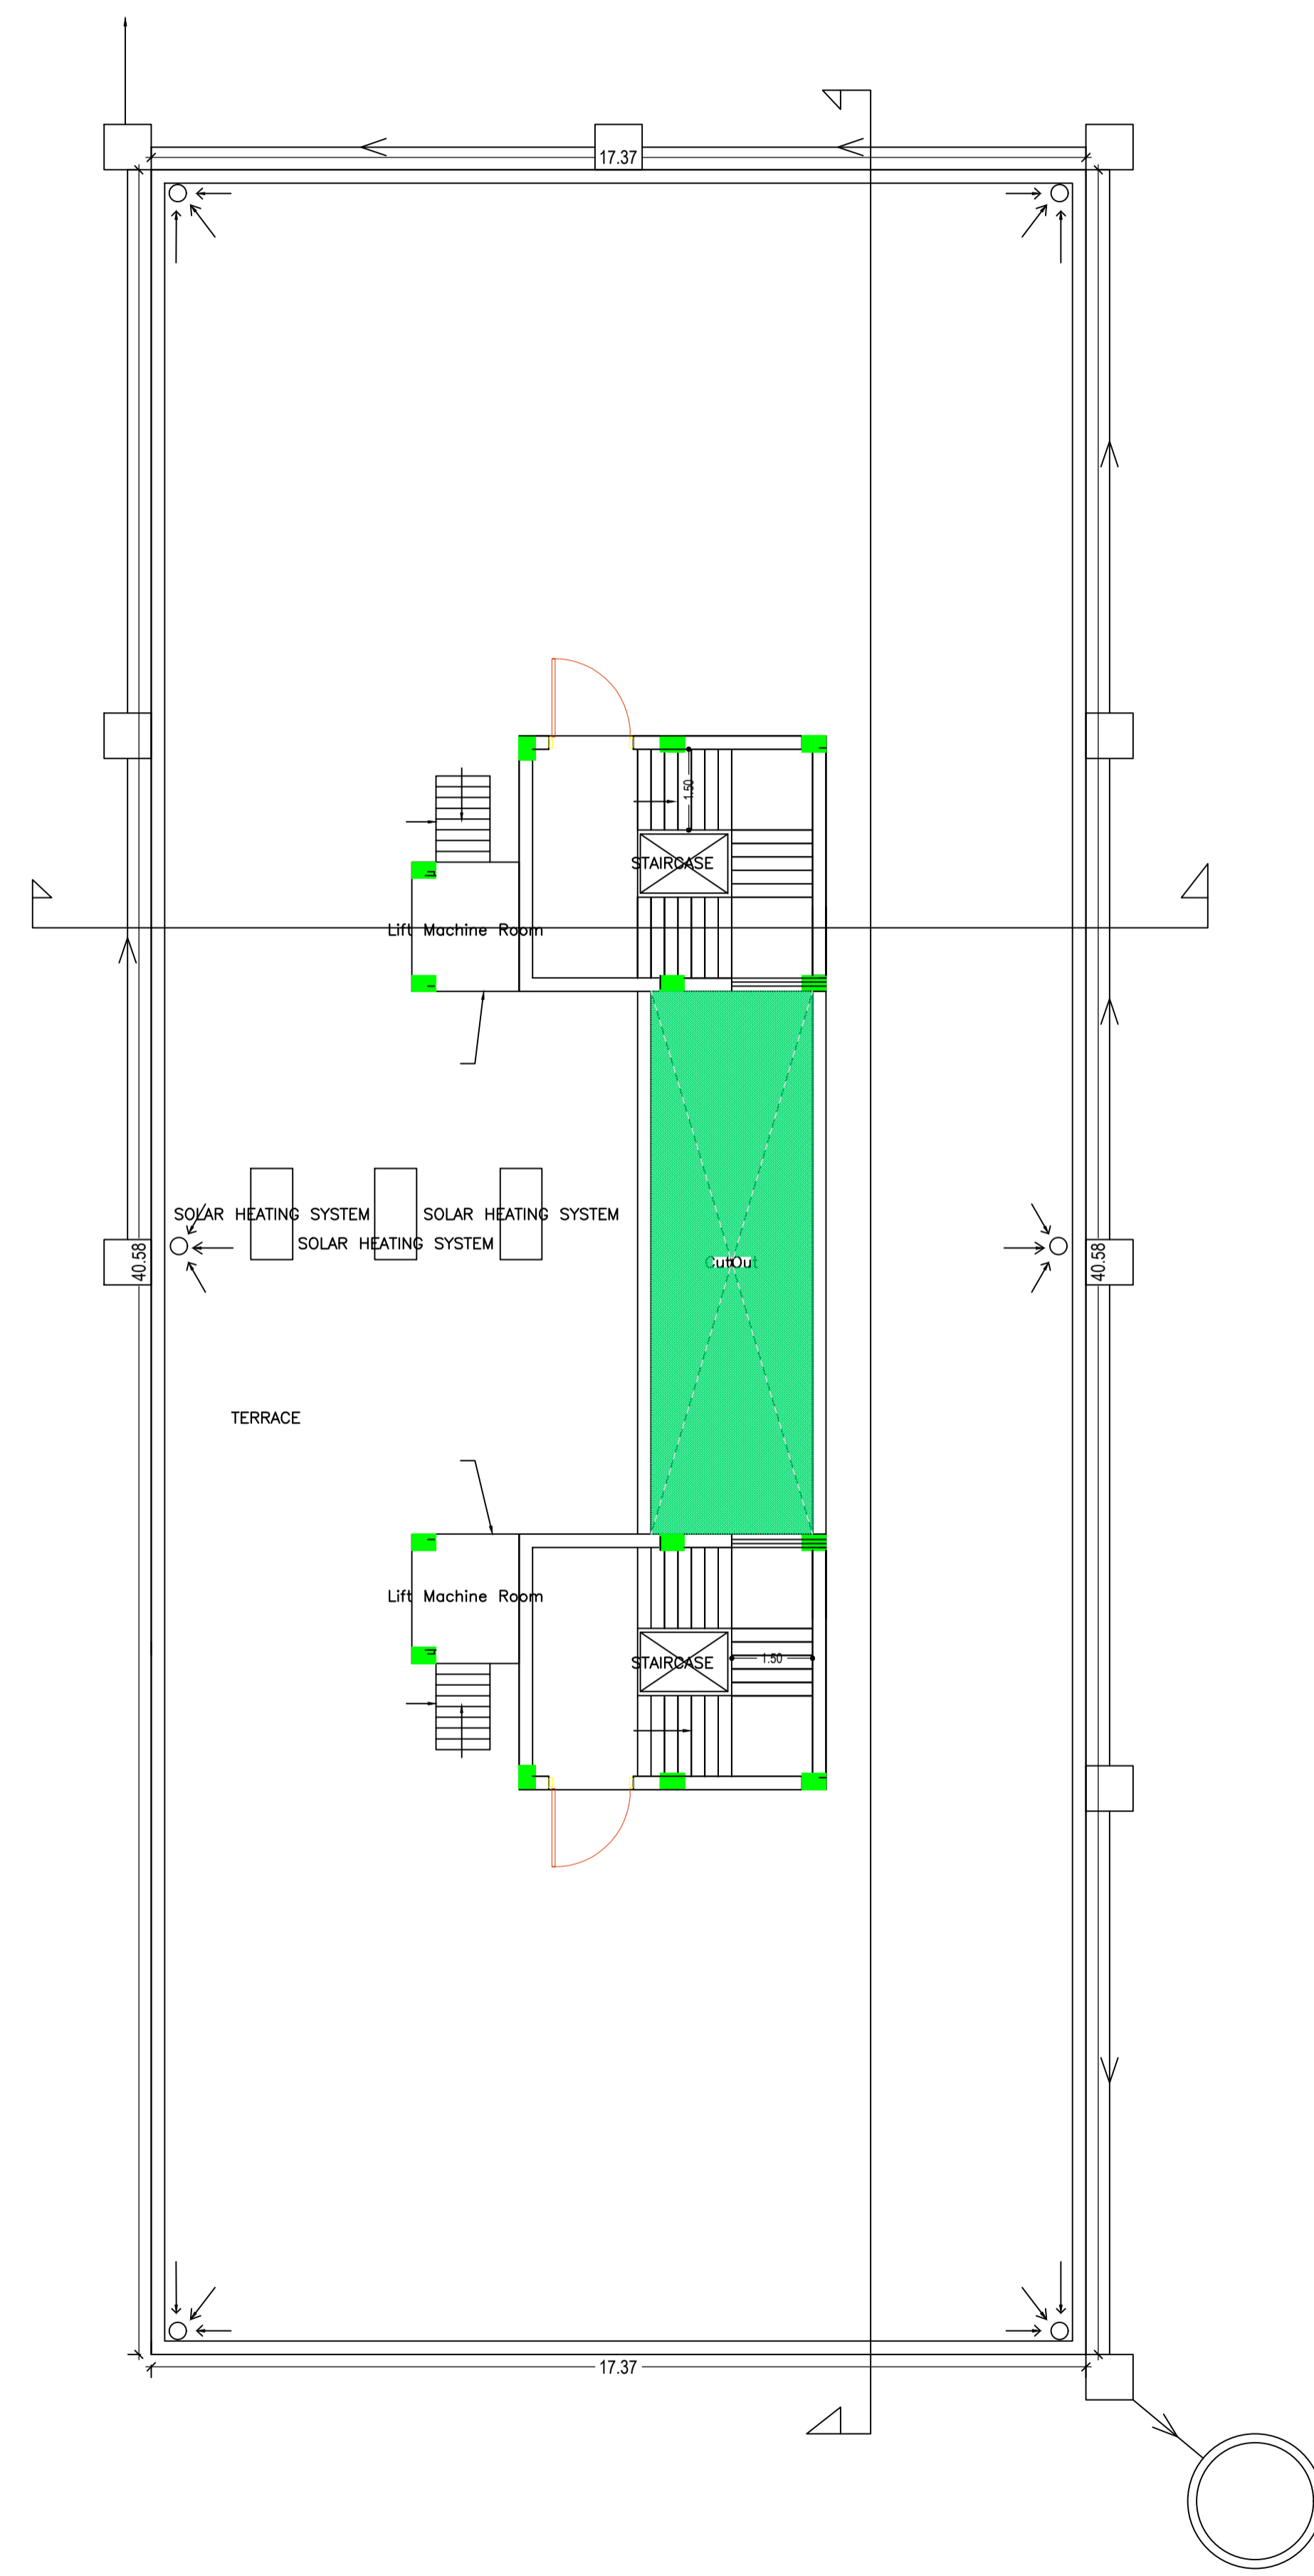 17.37
1.50
STAIRCASE
Lift Machine Room
SOLAR HEATING SYSTEM
SOLAR HEATING SYSTEM
SOLAR HEATING SYSTEM
40.58
40.58
CutOut
TERRACE
Lift Machine Room
STAIRCASE
1.50
17.37